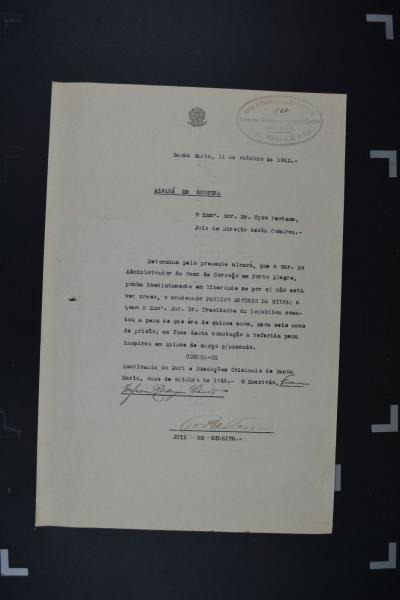 122
Santa Maria, 11 de outubro de 1943.-
ALVARÁ DE SOLTURA
O Exmº. Snr. Dr. Cyro Pestana,
Juiz de Direito desta Comarca.-
Determina pelo presente alvará, que o Snr. Dr
Administrador da Casa de Correção em Porto Alegre,
ponha imediatamente em liberdade se por al não esti
ver preso, o condenado PAULINO ANTUNES DA SILVA; a
quem o Exmº. Snr. Dr. Presidente da Republica comu-
tou a pena de que era de quinze anos, para seis anos
de prisão; em face desta comutação a referida pena
expirou em quinze de março p/passado.
CUMPRA-SE
Escrivania do Juri e Execuções Criminais de Santa
Maria, onze de outubro de 1943.- O Escrivão,
JUIZ DE DIREITO.-